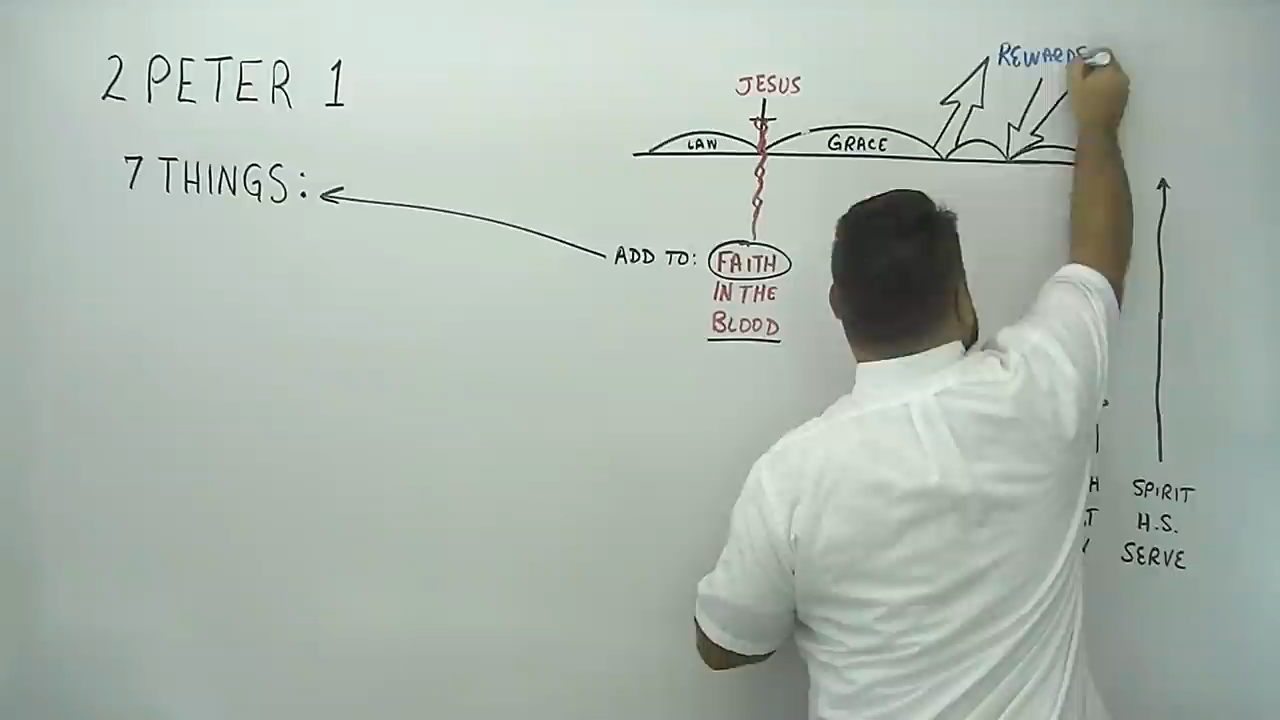 2 PETER 1
7 THINGS:
JESUS
LAW
GRACE
REWARDS
ADD TO: FAITH
IN THE
BLOOD
SPIRIT
H.S.
SERVE